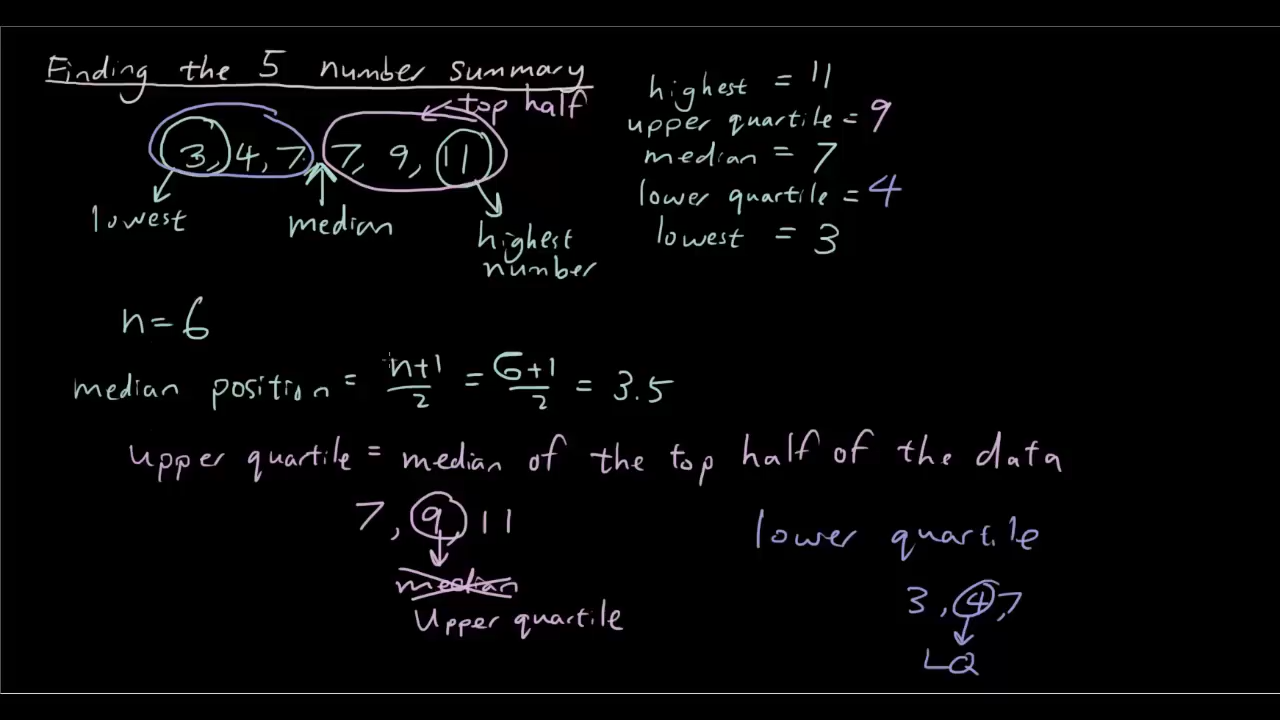 Finding the 5 number summary
top half
3, 4, 7 7, 9, 11
lowest
median
highest
number
highest = 11
upper quartile = 9
median = 7
lower quartile = 4
lowest = 3
n = 6
median position = n+1/2 = 6+1/2 = 3.5
Upper quartile = median of the top half of the data
7, 9, 11
median
Upper quartile
lower quartile
3, 4, 7
LQ